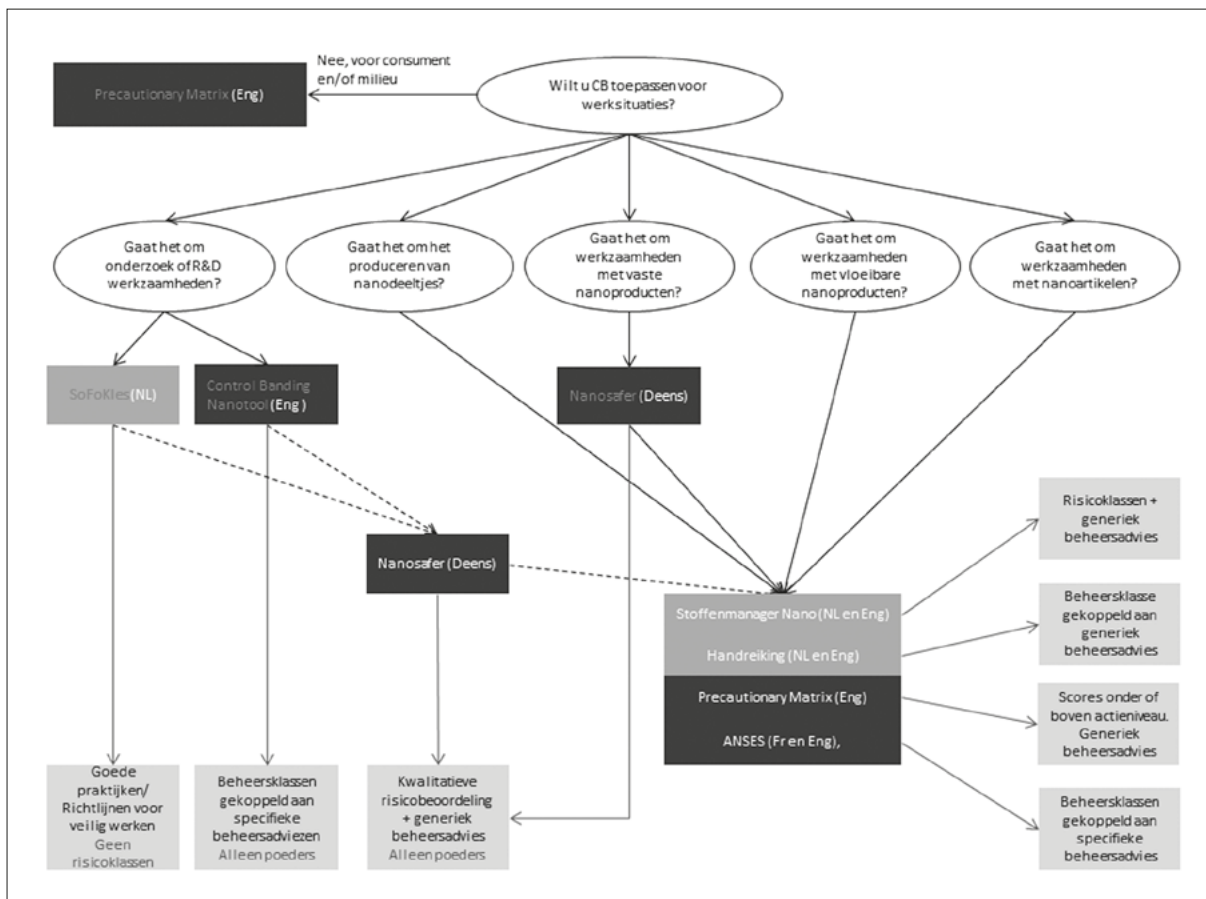 Nee, voor consument
en/of milieu
Precautionary Matrix (Eng)
Wilt u CB toepassen voor
werksituaties?
Gaat het om
onderzoek of R&D
werkzaamheden?
Gaat het om het
produceren van
nanodeeltjes?
Gaat het om
werkzaamheden
met vaste
nanoproducten?
Gaat het om
werkzaamheden
met vloeibare
nanoproducten?
Gaat het om
werkzaamheden
met nanoartikelen?
SoFoKles (NL)
Control Banding
Nanotool (Eng)
Nanosafer (Deens)
Nanosafer (Deens)
Stoffenmanager Nano (NL en Eng)
Handreiking (NL en Eng)
Precautionary Matrix (Eng)
ANSES (Fr en Eng),
Risicoklassen +
generiek
beheersadvies
Beheersklasse
gekoppeld aan
generiek
beheersadvies
Scores onder of
boven actieniveau.
Generiek
beheersadvies
Beheersklassen
gekoppeld aan
specifieke
beheersadvies
Goede
praktijken/
Richtlijnen voor
veilig werken
Geen
risicoklassen
Beheersklassen
gekoppeld aan
specifieke
beheersadviezen
Alleen poeders
Kwalitatieve
risicobeoordeling
+ generiek
beheersadvies
Alleen poeders